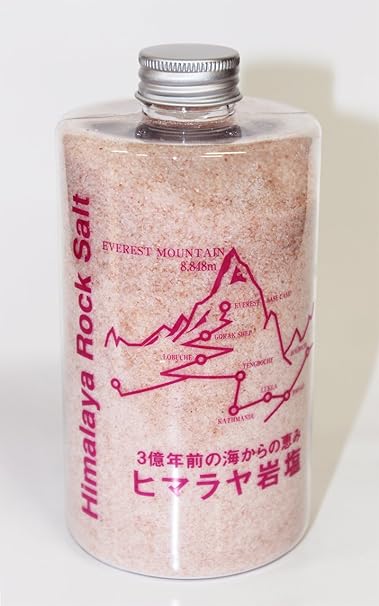 Himalaya Rock Salt
EVEREST MOUNTAIN
8,848m
EVEREST BASE CAMP
GORAK SHEP
LOBUCHE
TENGBOCHE
LUKLA
KATHMANDU
3億年前の海からの恵み
ヒマラヤ岩塩